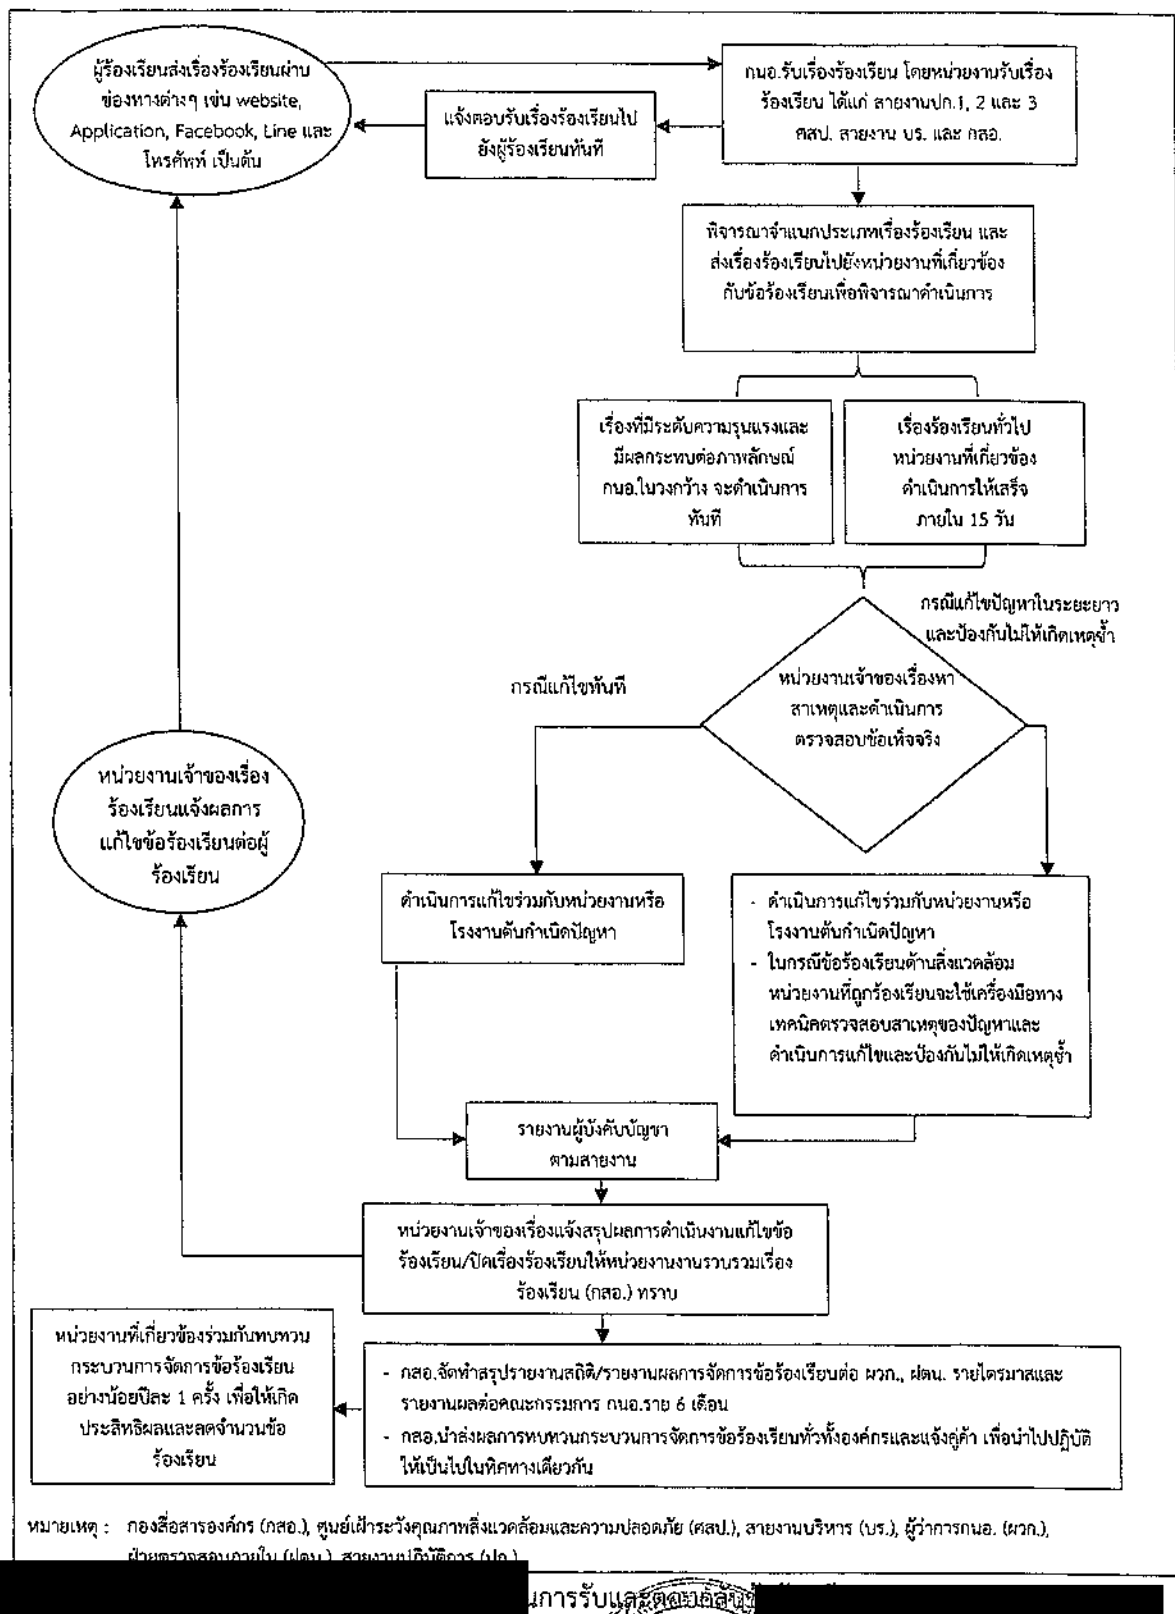 ผู้ร้องเรียนส่งเรื่องร้องเรียนผ่าน
ช่องทางต่างๆ เช่น website,
Application, Facebook, Line และ
โทรศัพท์ เป็นต้น
แจ้งตอบรับเรื่องร้องเรียนไป
ยังผู้ร้องเรียนทันที
กนอ.รับเรื่องร้องเรียน โดยหน่วยงานรับเรื่อง
ร้องเรียน ได้แก่ สายงานปก.1, 2 และ 3
ศสป. สายงาน บร. และ กสอ.
พิจารณาจำแนกประเภทเรื่องร้องเรียน และ
ส่งเรื่องร้องเรียนไปยังหน่วยงานที่เกี่ยวข้อง
กับข้อร้องเรียนเพื่อพิจารณาดำเนินการ
เรื่องที่มีระดับความรุนแรงและ
มีผลกระทบต่อภาพลักษณ์
กนอ.ในวงกว้าง จะดำเนินการ
ทันที
เรื่องร้องเรียนทั่วไป
หน่วยงานที่เกี่ยวข้อง
ดำเนินการให้เสร็จ
ภายใน 15 วัน
กรณีแก้ไขปัญหาในระยะยาว
และป้องกันไม่ให้เกิดเหตุซ้ำ
กรณีแก้ไขทันที
หน่วยงานเจ้าของเรื่องหา
สาเหตุและดำเนินการ
ตรวจสอบข้อเท็จจริง
หน่วยงานเจ้าของเรื่อง
ร้องเรียนแจ้งผลการ
แก้ไขข้อร้องเรียนต่อผู้
ร้องเรียน
ดำเนินการแก้ไขร่วมกับหน่วยงานหรือ
โรงงานต้นกำเนิดปัญหา
- ดำเนินการแก้ไขร่วมกับหน่วยงานหรือ
โรงงานต้นกำเนิดปัญหา
- ในกรณีข้อร้องเรียนด้านสิ่งแวดล้อม
หน่วยงานที่ถูกร้องเรียนจะใช้เครื่องมือทาง
เทคนิคตรวจสอบสาเหตุของปัญหาและ
ดำเนินการแก้ไขและป้องกันไม่ให้เกิดเหตุซ้ำ
รายงานผู้บังคับบัญชา
ตามสายงาน
หน่วยงานเจ้าของเรื่องแจ้งสรุปผลการดำเนินงานแก้ไขข้อ
ร้องเรียน/ปิดเรื่องร้องเรียนให้หน่วยงานงานรวบรวมเรื่อง
ร้องเรียน (กสอ.) ทราบ
หน่วยงานที่เกี่ยวข้องร่วมกันทบทวน
กระบวนการจัดการข้อร้องเรียน
อย่างน้อยปีละ 1 ครั้ง เพื่อให้เกิด
ประสิทธิผลและลดจำนวนข้อ
ร้องเรียน
- กสอ.จัดทำสรุปรายงานสถิติ/รายงานผลการจัดการข้อร้องเรียนต่อ ผวก., ฝตน. รายไตรมาสและ
รายงานผลต่อคณะกรรมการ กนอ.ราย 6 เดือน
- กสอ.นำส่งผลการทบทวนกระบวนการจัดการข้อร้องเรียนทั่วทั้งองค์กรและแจ้งคู่ค้า เพื่อนำไปปฏิบัติ
ให้เป็นไปในทิศทางเดียวกัน
หมายเหตุ : กองสื่อสารองค์กร (กสอ.), ศูนย์เฝ้าระวังคุณภาพสิ่งแวดล้อมและความปลอดภัย (ศสป.), สายงานบริหาร (บร.), ผู้ว่าการกนอ. (ผวก.),
ฝ่ายตรวจสอบภายใน (ฝตน.), สายงานปฏิบัติการ (ปก.)
นการรับและตอบกลับ